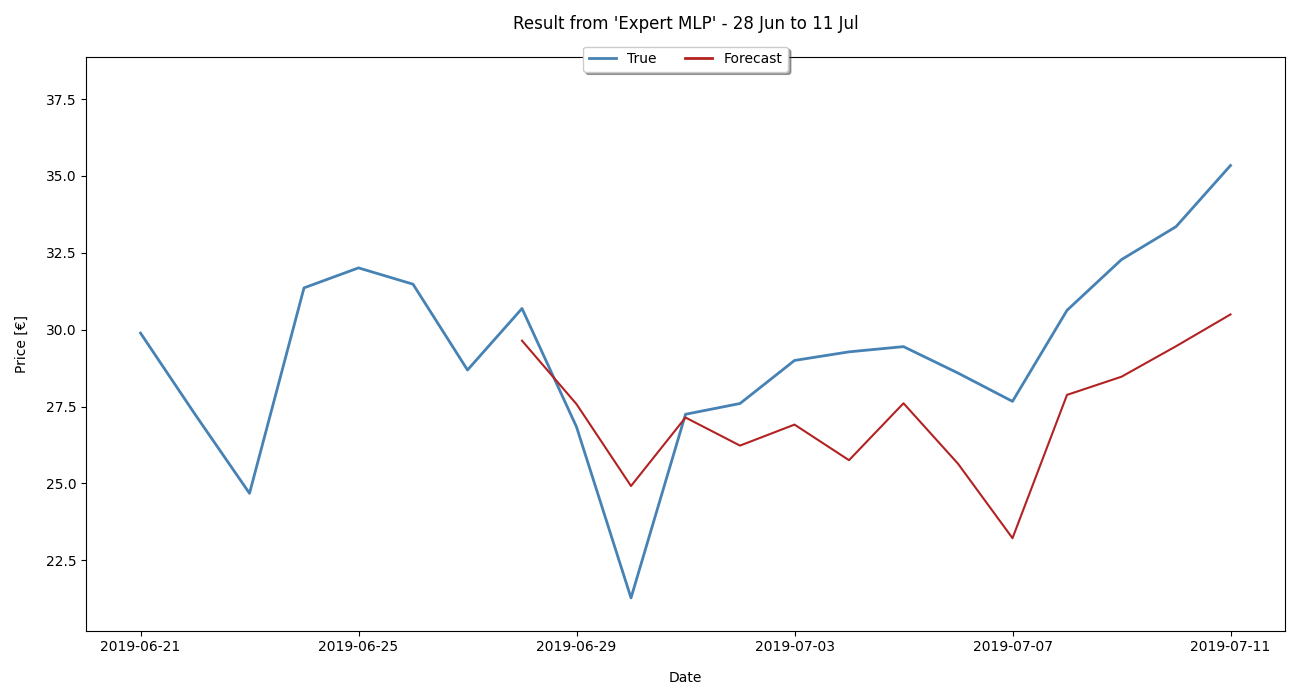 Result from 'Expert MLP' - 28 Jun to 11 Jul
True Forecast
37.5
35.0
32.5
30.0
27.5
25.0
22.5
Price [€]
2019-06-21 2019-06-25 2019-06-29 2019-07-03 2019-07-07 2019-07-11
Date